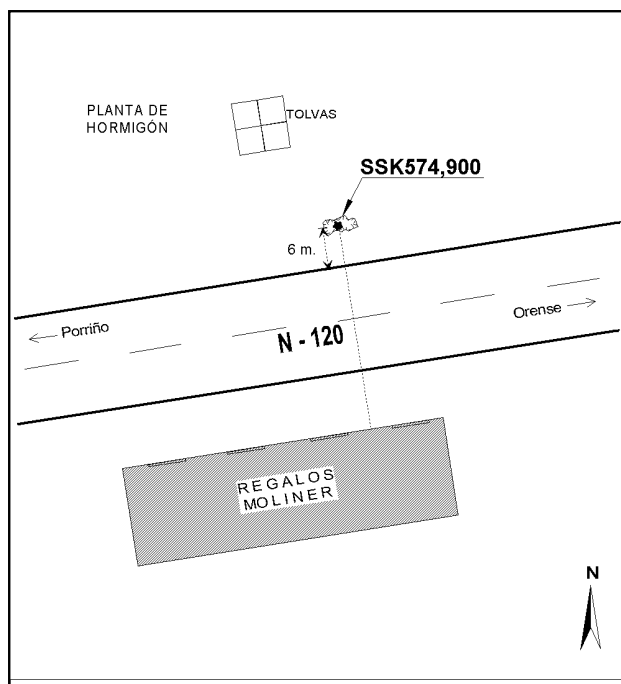 PLANTA DE
HORMIGÓN
TOLVAS
SSK574,900
6 m.
Porriño
Orense
N - 120
REGALOS
MOLINER
N